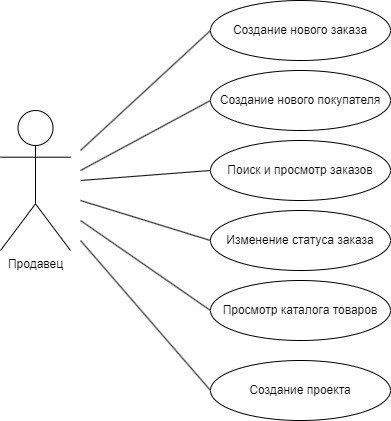 Создание нового заказа
Создание нового покупателя
Поиск и просмотр заказов
Изменение статуса заказа
Продавец
Просмотр каталога товаров
Создание проекта